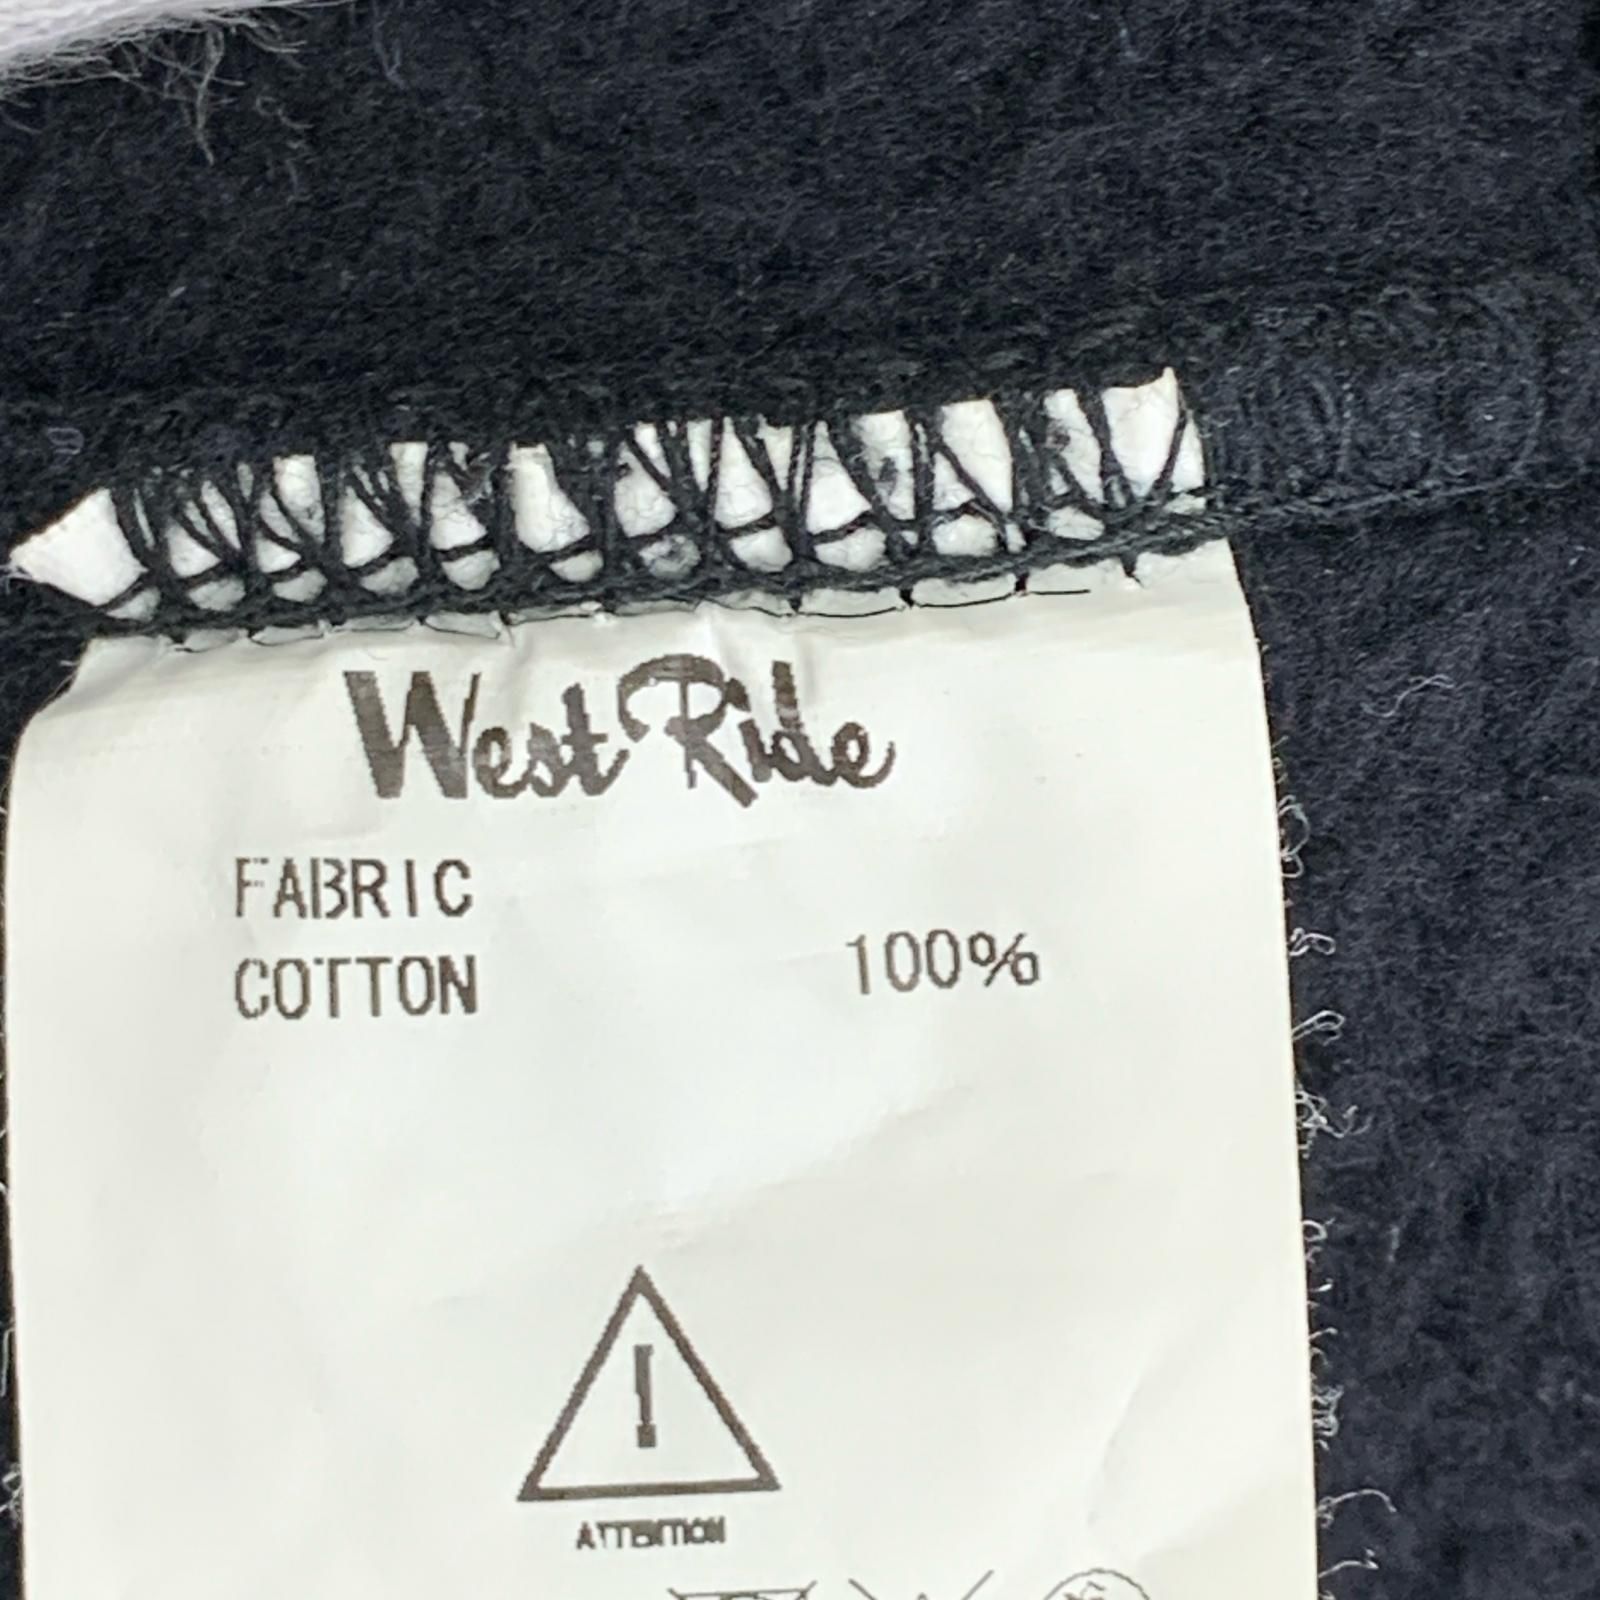 West Ride
FABRIC
COTTON 100%
!
ATTENTION